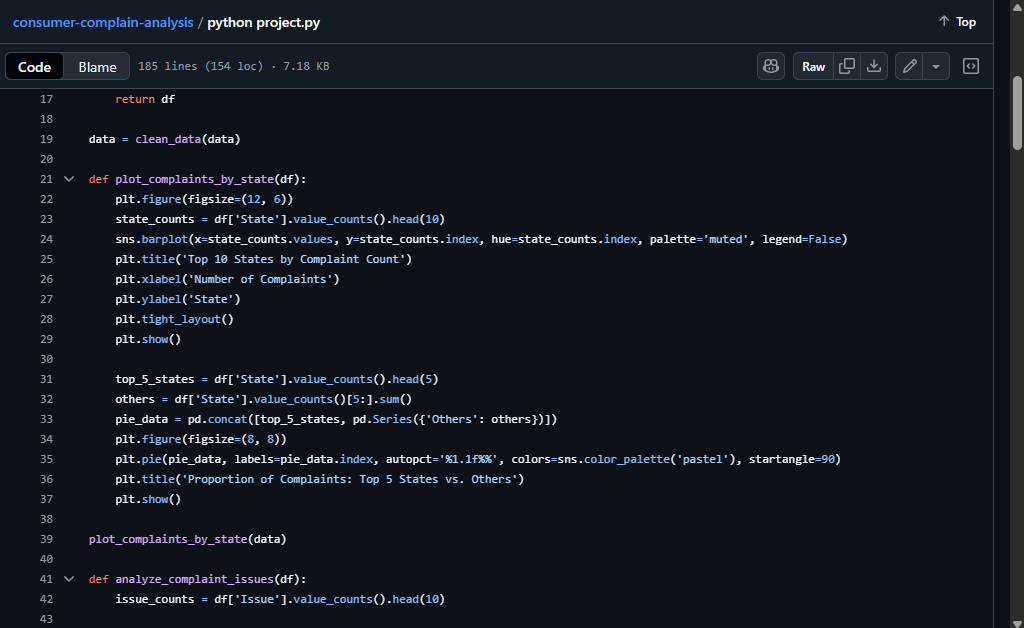 consumer-complain-analysis / python project.py
Top
Code Blame 185 lines (154 loc) · 7.18 KB
Raw
17         return df
18
19     data = clean_data(data)
20
21     def plot_complaints_by_state(df):
22         plt.figure(figsize=(12, 6))
23         state_counts = df['State'].value_counts().head(10)
24         sns.barplot(x=state_counts.values, y=state_counts.index, hue=state_counts.index, palette='muted', legend=False)
25         plt.title('Top 10 States by Complaint Count')
26         plt.xlabel('Number of Complaints')
27         plt.ylabel('State')
28         plt.tight_layout()
29         plt.show()
30
31         top_5_states = df['State'].value_counts().head(5)
32         others = df['State'].value_counts()[5:].sum()
33         pie_data = pd.concat([top_5_states, pd.Series({'Others': others})])
34         plt.figure(figsize=(8, 8))
35         plt.pie(pie_data, labels=pie_data.index, autopct='%1.1f%%', colors=sns.color_palette('pastel'), startangle=90)
36         plt.title('Proportion of Complaints: Top 5 States vs. Others')
37         plt.show()
38
39     plot_complaints_by_state(data)
40
41     def analyze_complaint_issues(df):
42         issue_counts = df['Issue'].value_counts().head(10)
43